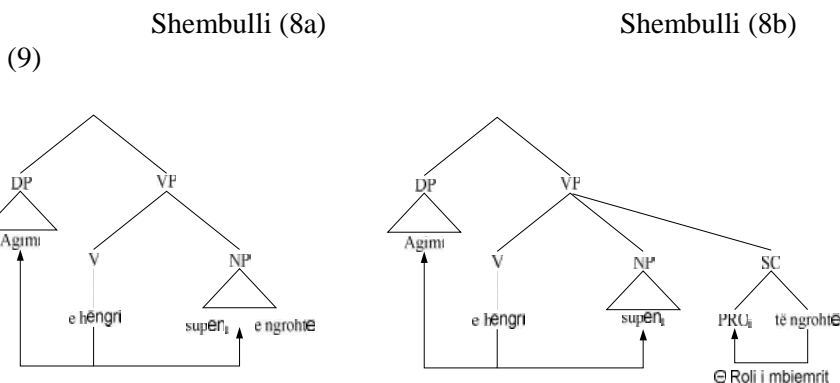 Shembulli (8a) Shembulli (8b)
(9)
DP VP DP VP
Agimi Agimi
V NP V NP SC
e hëngri supën e ngrohtë e hëngri supën PRO të ngrohtë
Θ Roli i mbiemrit